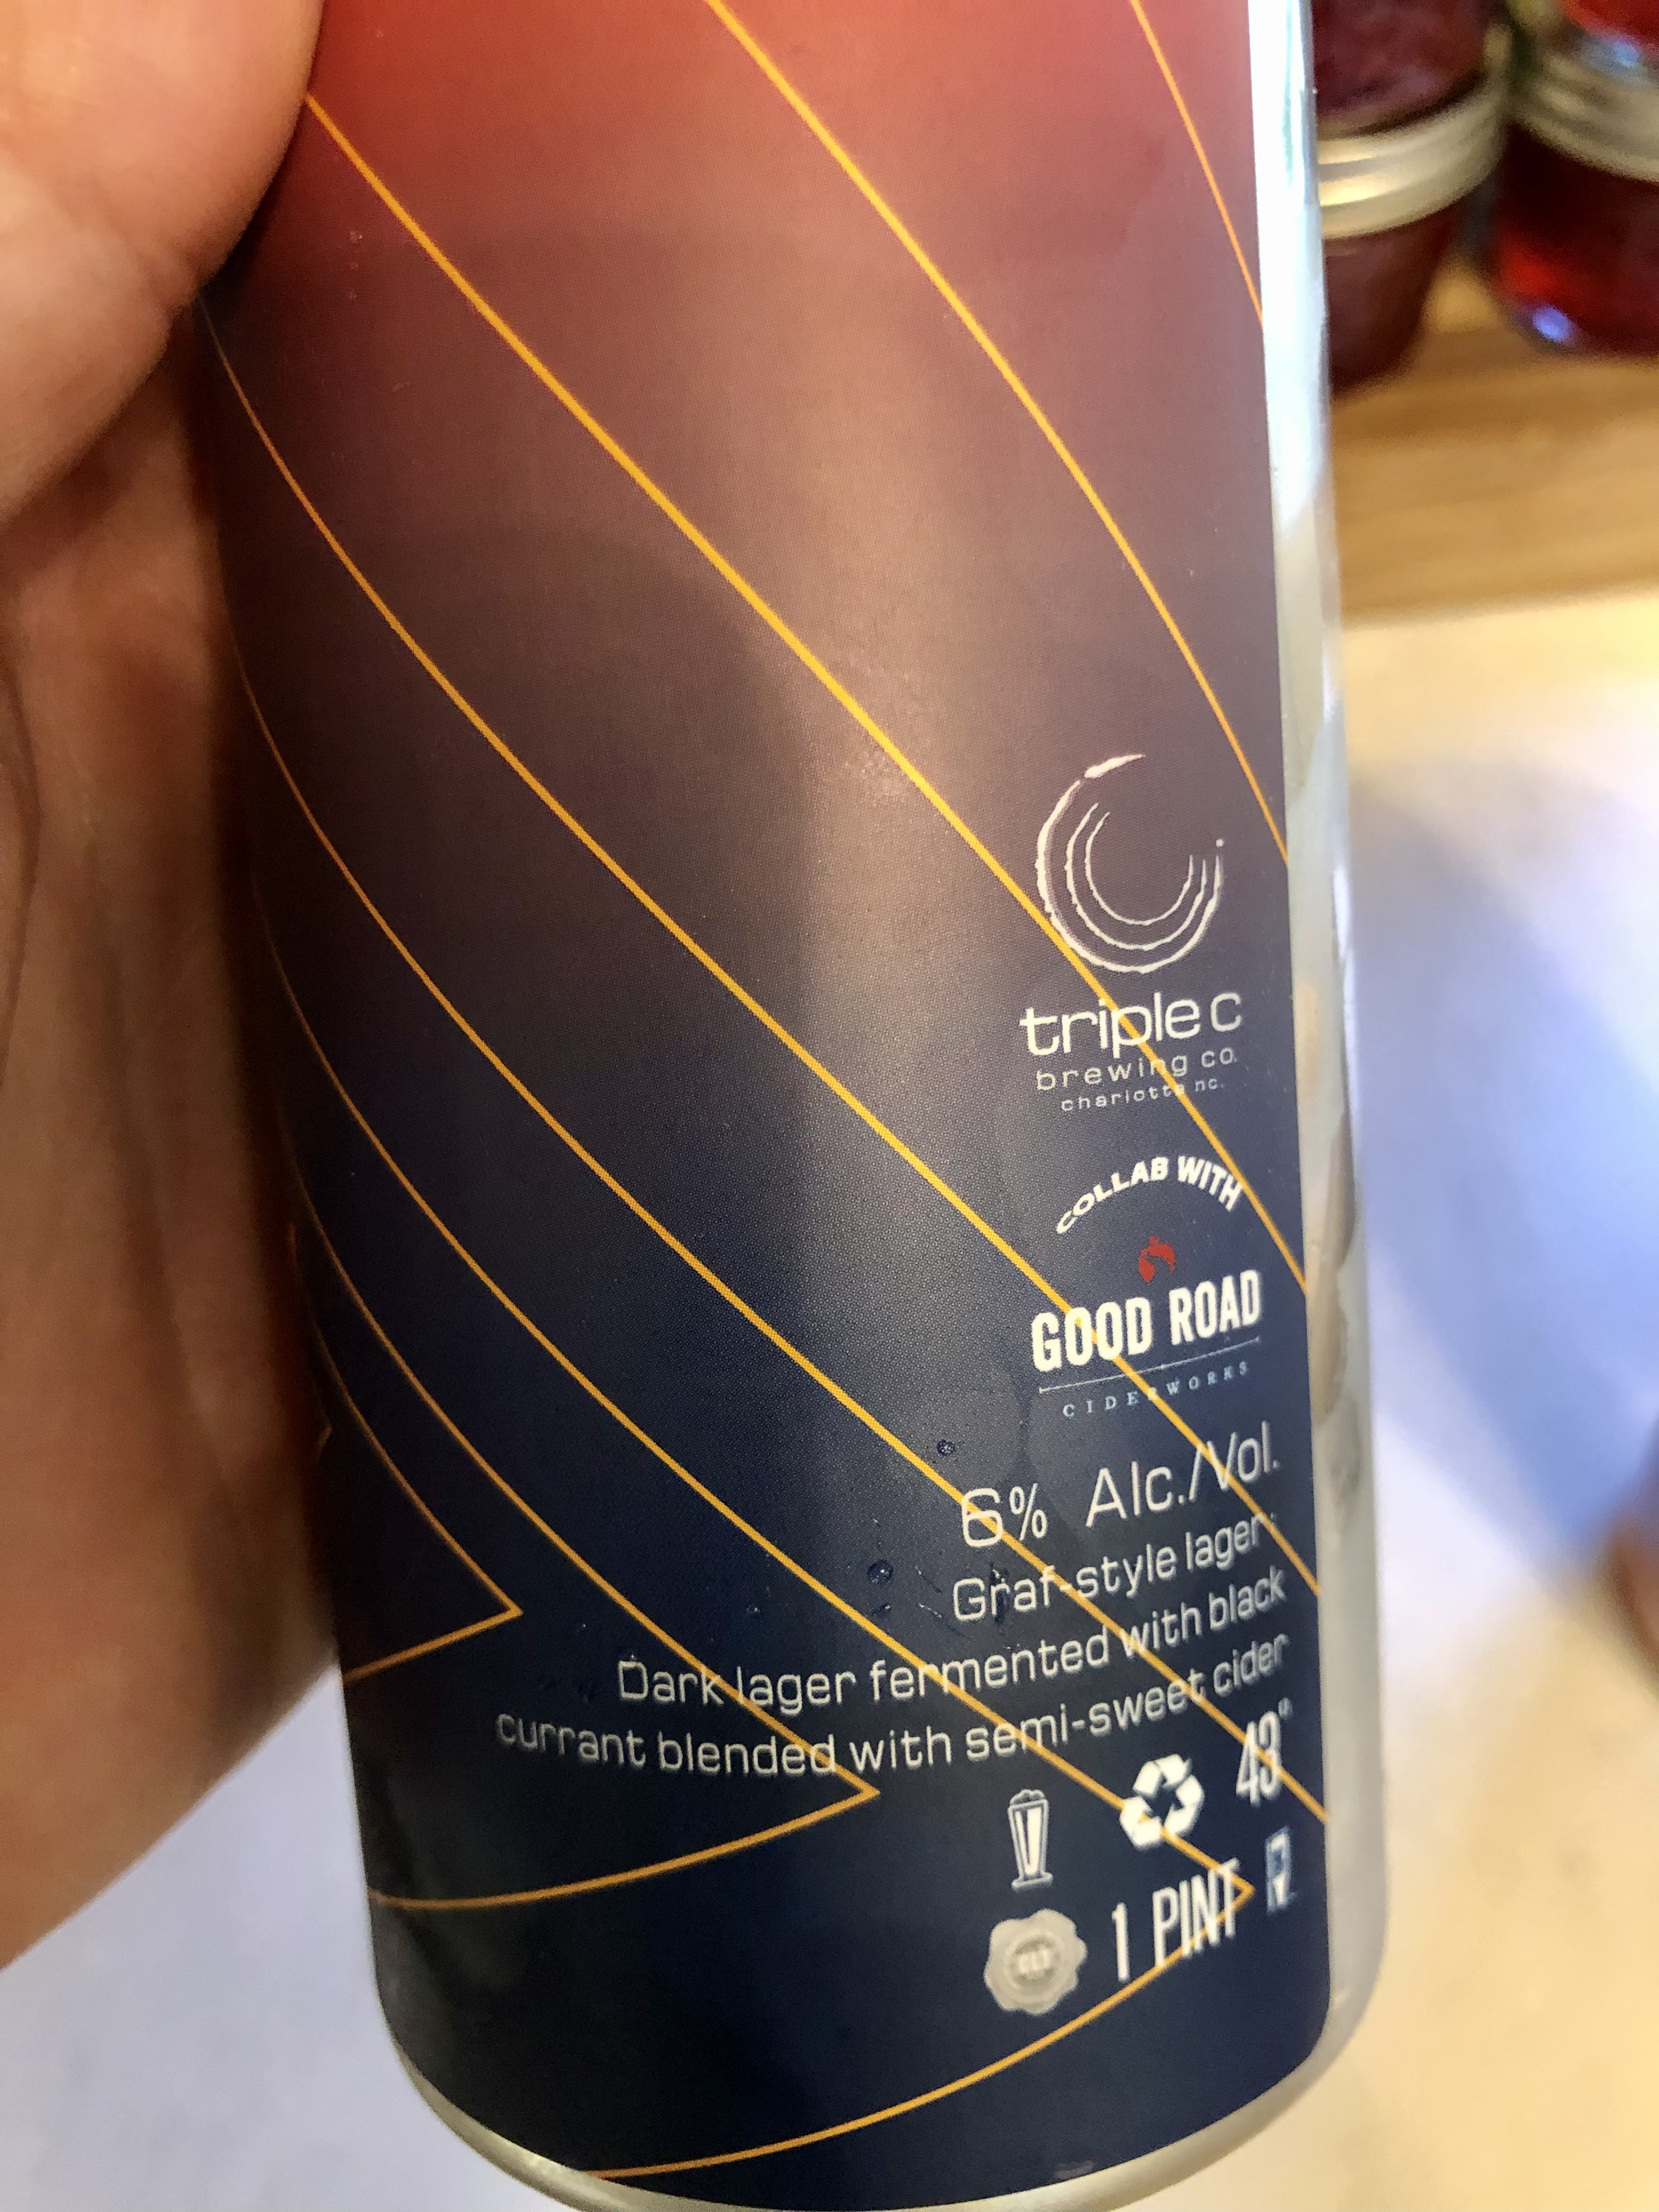 triple c
brewing co.
charlotte nc.
COLLAB WITH
GOOD ROAD
CIDERWORKS
6% Alc./Vol.
Graf-style lager:
Dark lager fermented with black
currant blended with semi-sweet cider
43°
1 PINT